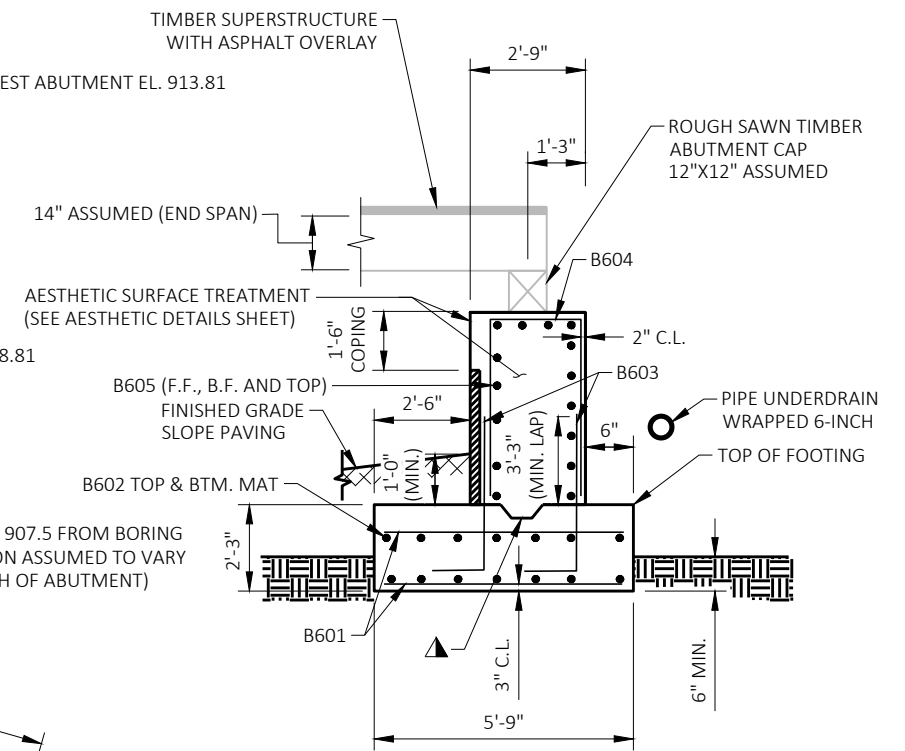 TIMBER SUPERSTRUCTURE
WITH ASPHALT OVERLAY
2'-9"
EST ABUTMENT EL. 913.81
ROUGH SAWN TIMBER
ABUTMENT CAP
12"X12" ASSUMED
1'-3"
14" ASSUMED (END SPAN)
B604
AESTHETIC SURFACE TREATMENT
(SEE AESTHETIC DETAILS SHEET)
1'-6"
COPING
2" C.L.
8.81
B605 (F.F., B.F. AND TOP)
B603
FINISHED GRADE
SLOPE PAVING
2'-6"
PIPE UNDERDRAIN
WRAPPED 6-INCH
6"
3'-3"
(MIN. LAP)
1'-0"
(MIN.)
TOP OF FOOTING
B602 TOP & BTM. MAT
907.5 FROM BORING
ON ASSUMED TO VARY
H OF ABUTMENT)
2'-3"
B601
3" C.L.
6" MIN.
5'-9"